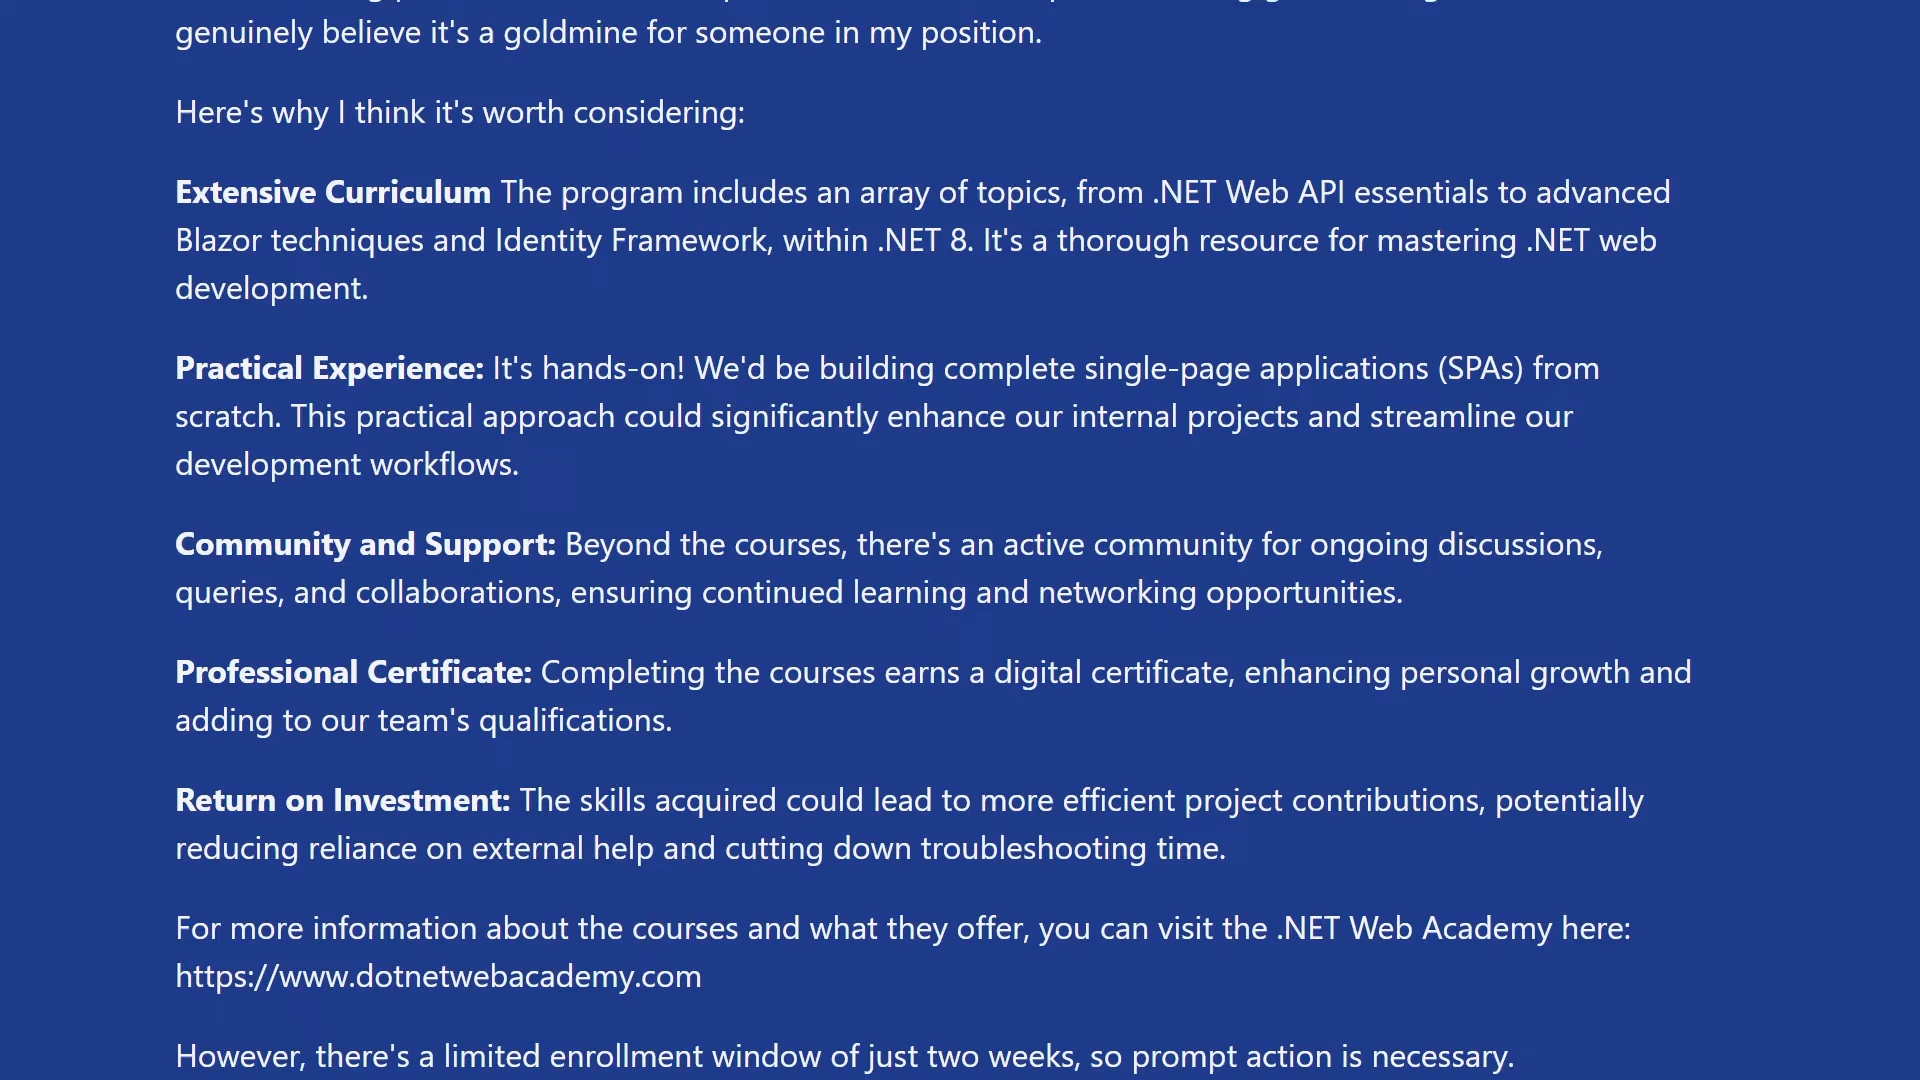 genuinely believe it's a goldmine for someone in my position.
Here's why I think it's worth considering:
Extensive Curriculum The program includes an array of topics, from .NET Web API essentials to advanced
Blazor techniques and Identity Framework, within .NET 8. It's a thorough resource for mastering .NET web
development.
Practical Experience: It's hands-on! We'd be building complete single-page applications (SPAs) from
scratch. This practical approach could significantly enhance our internal projects and streamline our
development workflows.
Community and Support: Beyond the courses, there's an active community for ongoing discussions,
queries, and collaborations, ensuring continued learning and networking opportunities.
Professional Certificate: Completing the courses earns a digital certificate, enhancing personal growth and
adding to our team's qualifications.
Return on Investment: The skills acquired could lead to more efficient project contributions, potentially
reducing reliance on external help and cutting down troubleshooting time.
For more information about the courses and what they offer, you can visit the .NET Web Academy here:
https://www.dotnetwebacademy.com
However, there's a limited enrollment window of just two weeks, so prompt action is necessary.